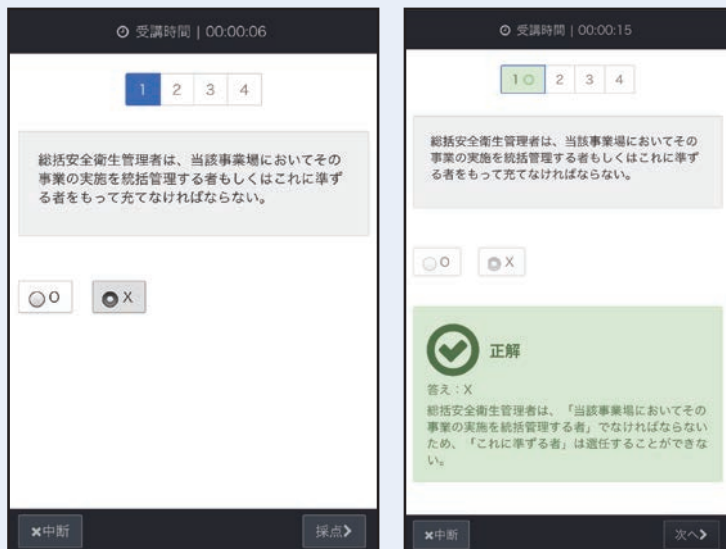 受講時間 | 00:00:06
1 2 3 4
総括安全衛生管理者は、当該事業場においてその
事業の実施を統括管理する者もしくはこれに準ず
る者をもって充てなければならない。
O X
✖中断 採点❯
受講時間 | 00:00:15
1 ○ 2 3 4
総括安全衛生管理者は、当該事業場においてその
事業の実施を統括管理する者もしくはこれに準ず
る者をもって充てなければならない。
O X
正解
答え：X
総括安全衛生管理者は、「当該事業場においてその
事業の実施を統括管理する者」でなければならない
ため、「これに準ずる者」は選任することができな
い。
✖中断 次へ❯